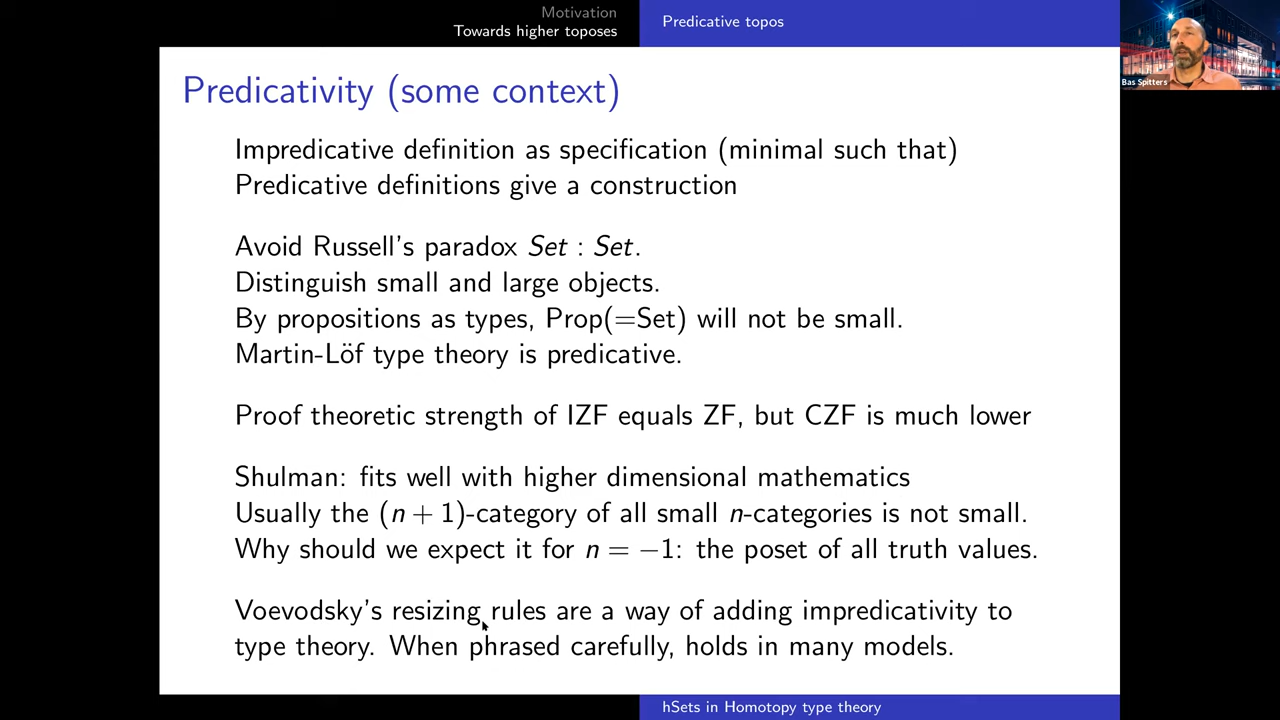 Motivation
Towards higher toposes
Predicative topos
Bas Spitters
Predicativity (some context)
Impredicative definition as specification (minimal such that)
Predicative definitions give a construction
Avoid Russell's paradox Set : Set.
Distinguish small and large objects.
By propositions as types, Prop(=Set) will not be small.
Martin-Löf type theory is predicative.
Proof theoretic strength of IZF equals ZF, but CZF is much lower
Shulman: fits well with higher dimensional mathematics
Usually the (n + 1)-category of all small n-categories is not small.
Why should we expect it for n = −1: the poset of all truth values.
Voevodsky's resizing rules are a way of adding impredicativity to
type theory. When phrased carefully, holds in many models.
hSets in Homotopy type theory